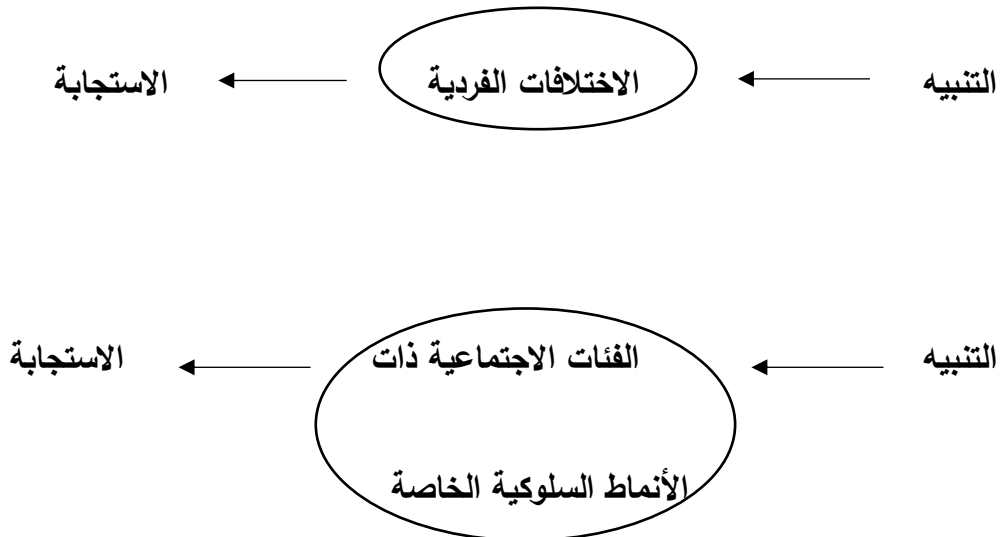 التنبيه الاختلافات الفردية الاستجابة
التنبيه الفئات الاجتماعية ذات الاستجابة
الأنماط السلوكية الخاصة